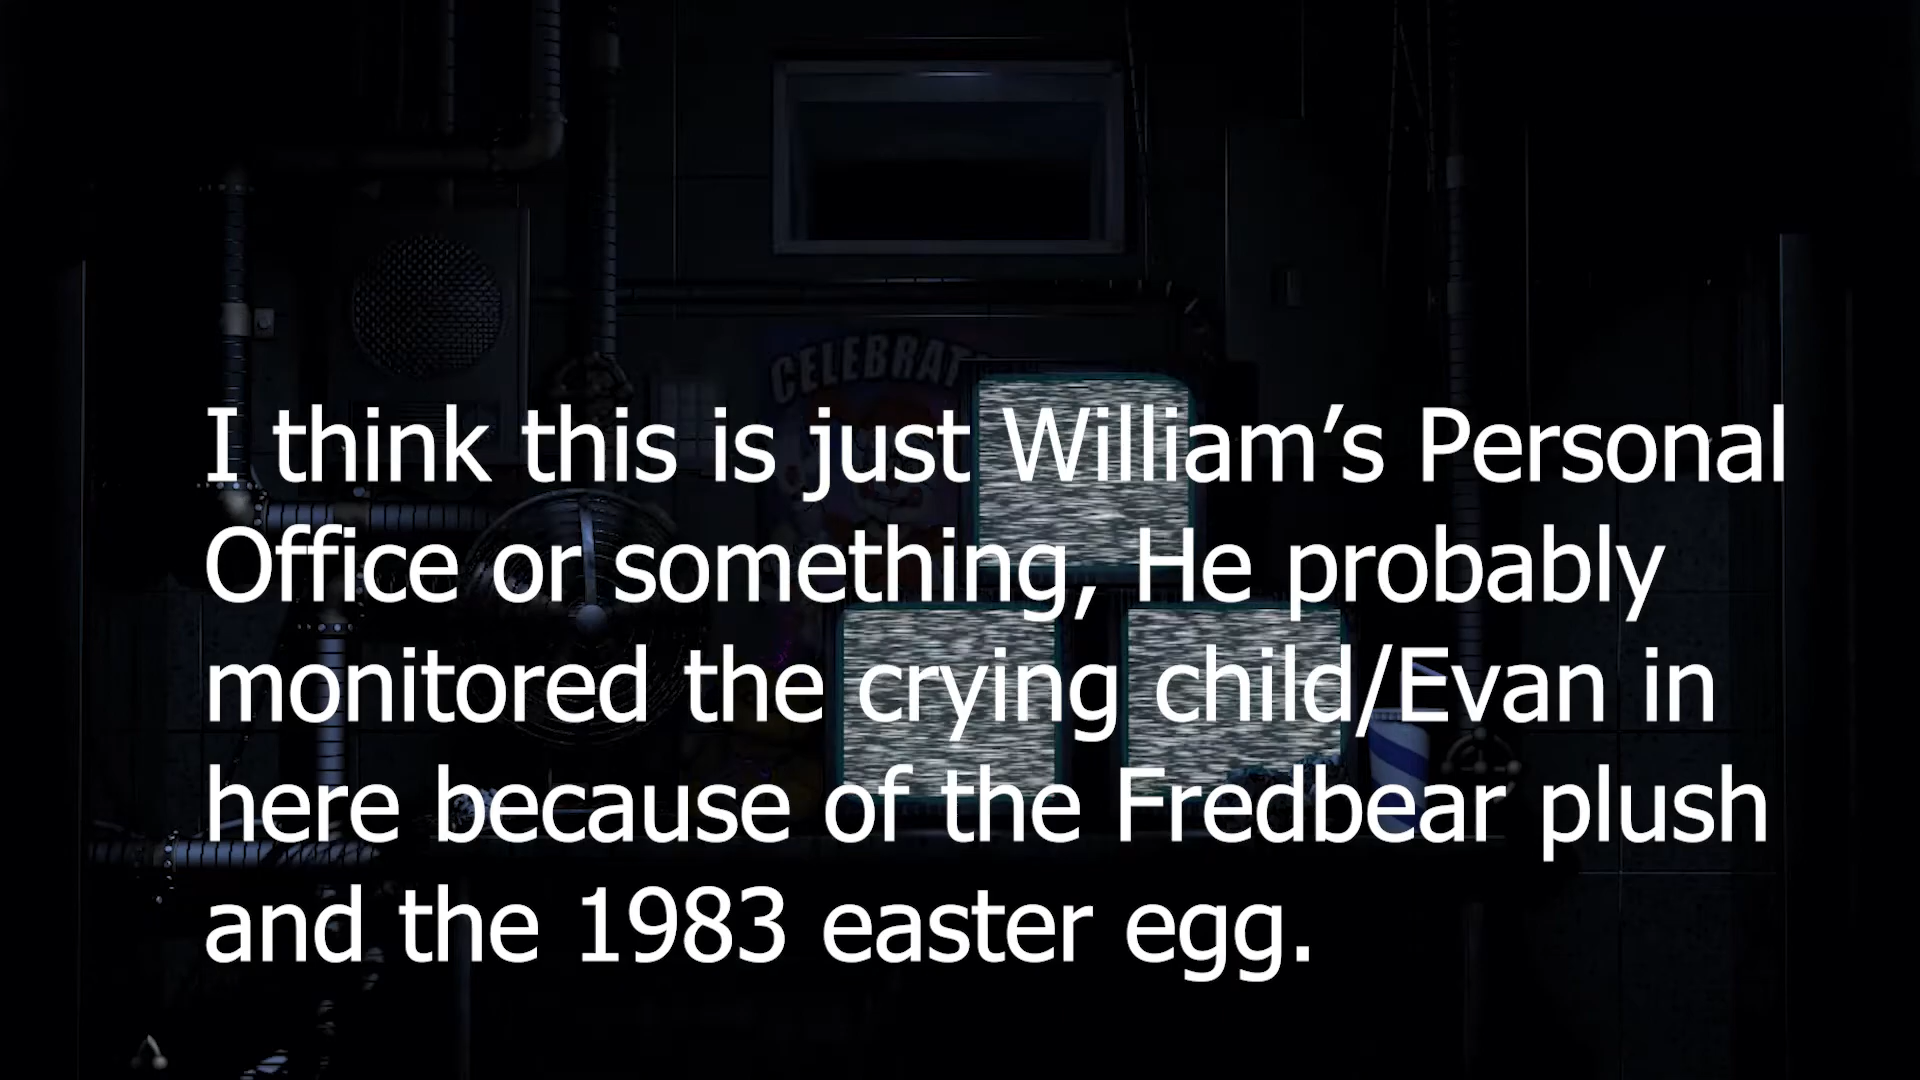 CELEBRAT
I think this is just William’s Personal
Office or something, He probably
monitored the crying child/Evan in
here because of the Fredbear plush
and the 1983 easter egg.